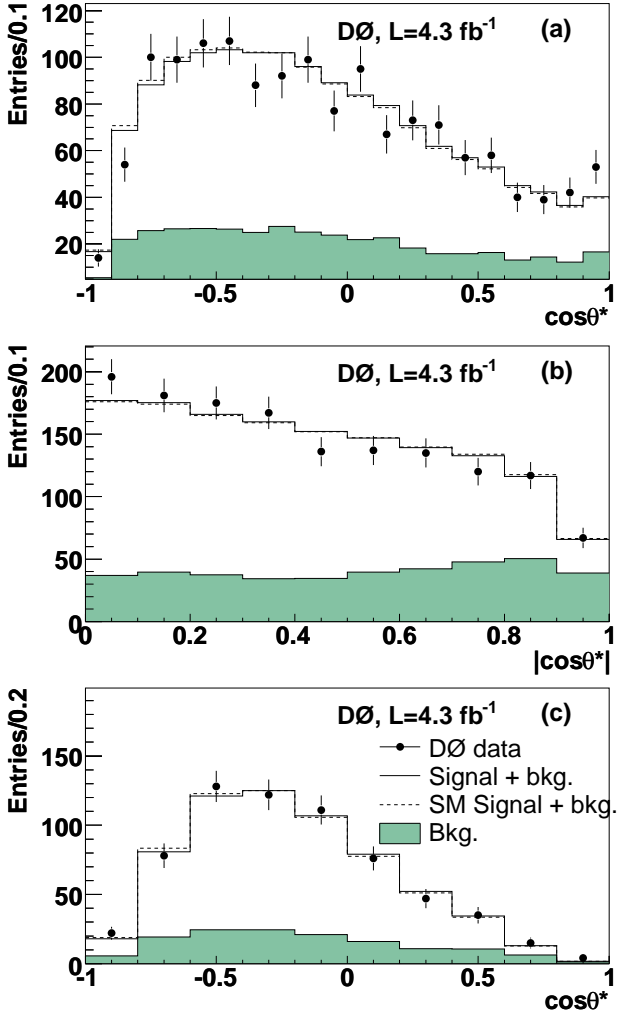 Entries/0.1
DØ, L=4.3 fb⁻¹ (a)
120
100
80
60
40
20
-1 -0.5 0 0.5 1
cosθ*
Entries/0.1
DØ, L=4.3 fb⁻¹ (b)
200
150
100
50
0
0 0.2 0.4 0.6 0.8 1
|cosθ*|
Entries/0.2
DØ, L=4.3 fb⁻¹ (c)
DØ data
Signal + bkg.
SM Signal + bkg.
Bkg.
150
100
50
0
-1 -0.5 0 0.5 1
cosθ*